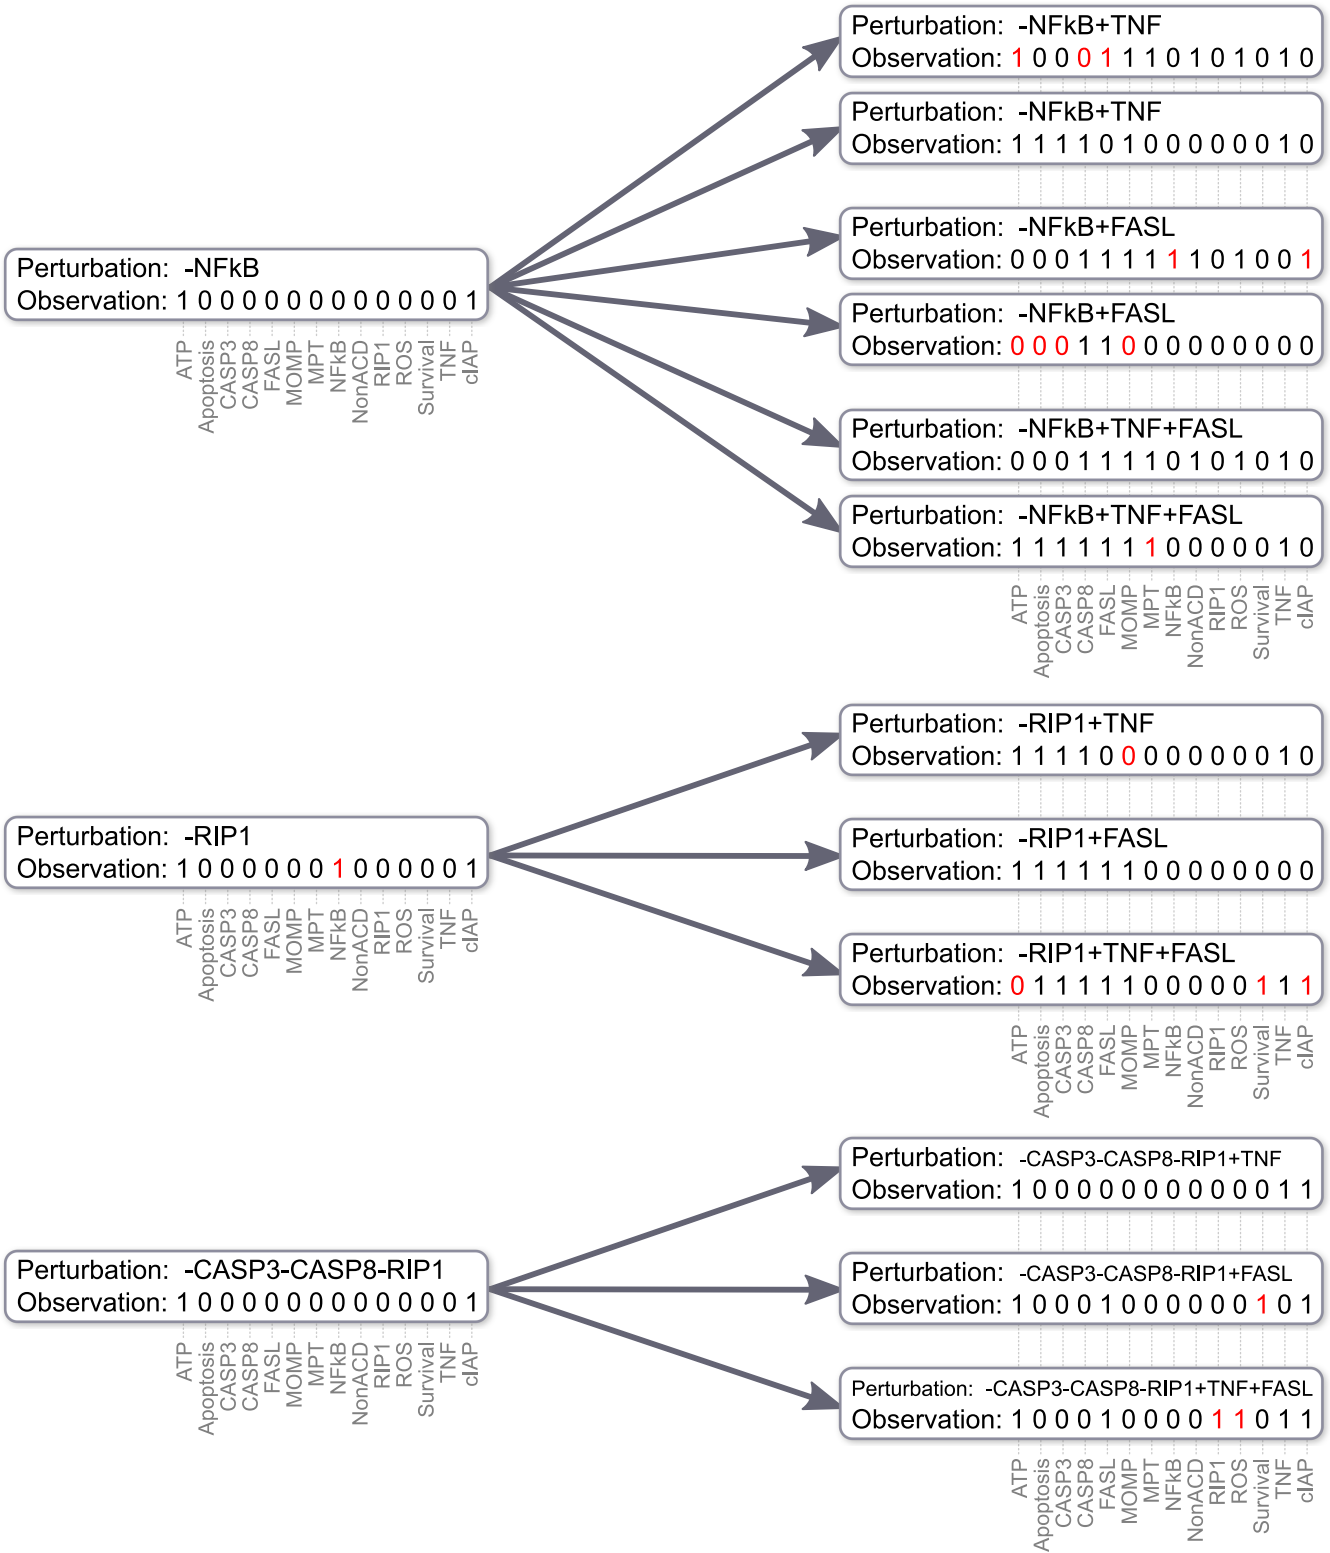 Perturbation: -NFkB+TNF
Observation: 1 0 0 0 1 1 1 0 1 0 1 0 1 0
Perturbation: -NFkB+TNF
Observation: 1 1 1 1 0 1 0 0 0 0 0 0 1 0
Perturbation: -NFkB+FASL
Observation: 0 0 0 1 1 1 1 1 1 0 1 0 0 1
Perturbation: -NFkB+FASL
Observation: 0 0 0 1 1 0 0 0 0 0 0 0 0 0
Perturbation: -NFkB+TNF+FASL
Observation: 0 0 0 1 1 1 1 0 1 0 1 0 1 0
Perturbation: -NFkB+TNF+FASL
Observation: 1 1 1 1 1 1 1 0 0 0 0 0 1 0
ATP Apoptosis CASP3 CASP8 FASL MOMP MPT NFkB NonACD RIP1 ROS Survival TNF cIAP
Perturbation: -NFkB
Observation: 1 0 0 0 0 0 0 0 0 0 0 0 0 1
ATP Apoptosis CASP3 CASP8 FASL MOMP MPT NFkB NonACD RIP1 ROS Survival TNF cIAP
Perturbation: -RIP1+TNF
Observation: 1 1 1 1 0 0 0 0 0 0 0 0 1 0
Perturbation: -RIP1+FASL
Observation: 1 1 1 1 1 1 0 0 0 0 0 0 0 0
Perturbation: -RIP1+TNF+FASL
Observation: 0 1 1 1 1 1 0 0 0 0 0 1 1 1
ATP Apoptosis CASP3 CASP8 FASL MOMP MPT NFkB NonACD RIP1 ROS Survival TNF cIAP
Perturbation: -RIP1
Observation: 1 0 0 0 0 0 0 1 0 0 0 0 0 1
ATP Apoptosis CASP3 CASP8 FASL MOMP MPT NFkB NonACD RIP1 ROS Survival TNF cIAP
Perturbation: -CASP3-CASP8-RIP1+TNF
Observation: 1 0 0 0 0 0 0 0 0 0 0 0 1 1
Perturbation: -CASP3-CASP8-RIP1+FASL
Observation: 1 0 0 0 1 0 0 0 0 0 0 1 0 1
Perturbation: -CASP3-CASP8-RIP1+TNF+FASL
Observation: 1 0 0 0 1 0 0 0 0 1 1 0 1 1
ATP Apoptosis CASP3 CASP8 FASL MOMP MPT NFkB NonACD RIP1 ROS Survival TNF cIAP
Perturbation: -CASP3-CASP8-RIP1
Observation: 1 0 0 0 0 0 0 0 0 0 0 0 0 1
ATP Apoptosis CASP3 CASP8 FASL MOMP MPT NFkB NonACD RIP1 ROS Survival TNF cIAP